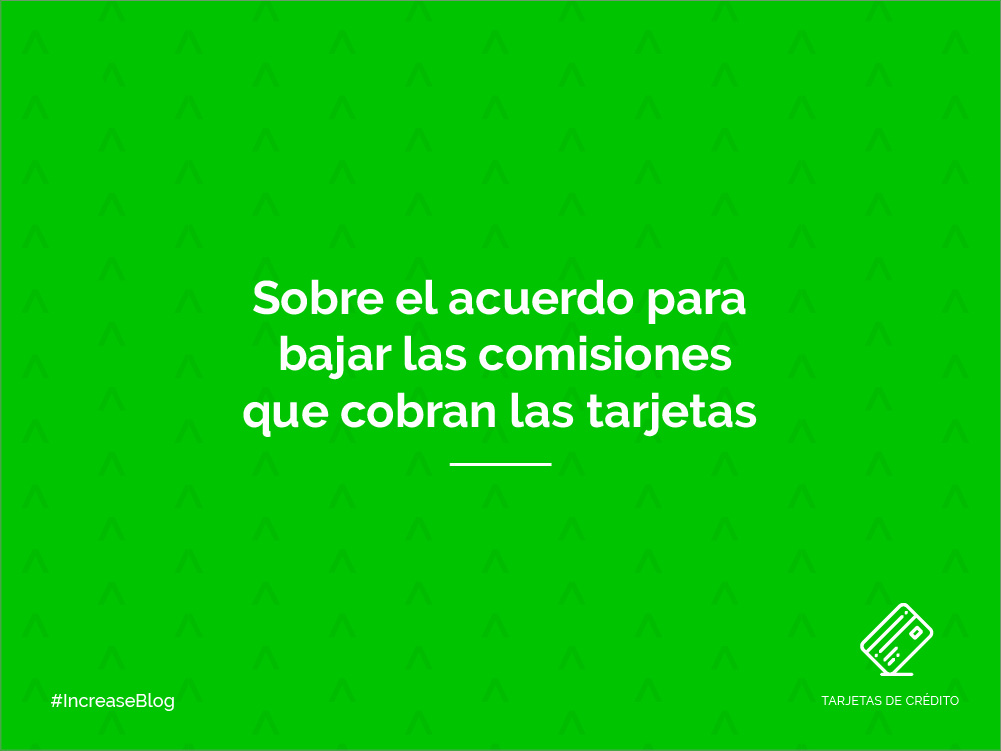 Sobre el acuerdo para
bajar las comisiones
que cobran las tarjetas
#IncreaseBlog
TARJETAS DE CRÉDITO